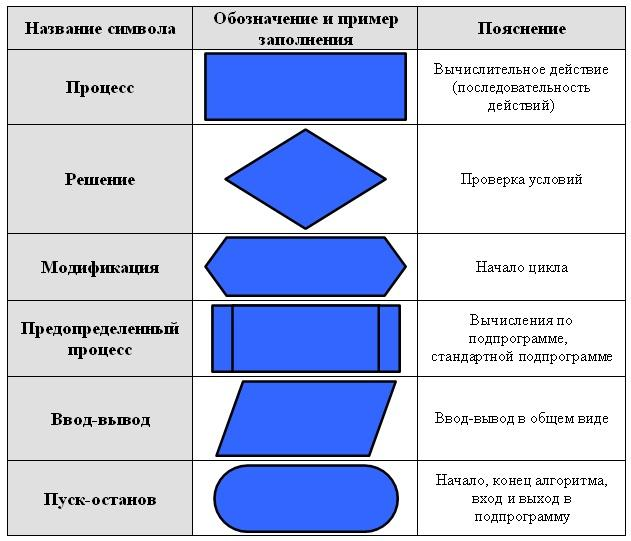 Название символа
Обозначение и пример
заполнения
Пояснение
Процесс
Вычислительное действие
(последовательность
действий)
Решение
Проверка условий
Модификация
Начало цикла
Предопределенный
процесс
Вычисления по
подпрограмме,
стандартной подпрограмме
Ввод-вывод
Ввод-вывод в общем виде
Пуск-останов
Начало, конец алгоритма,
вход и выход в
подпрограмму